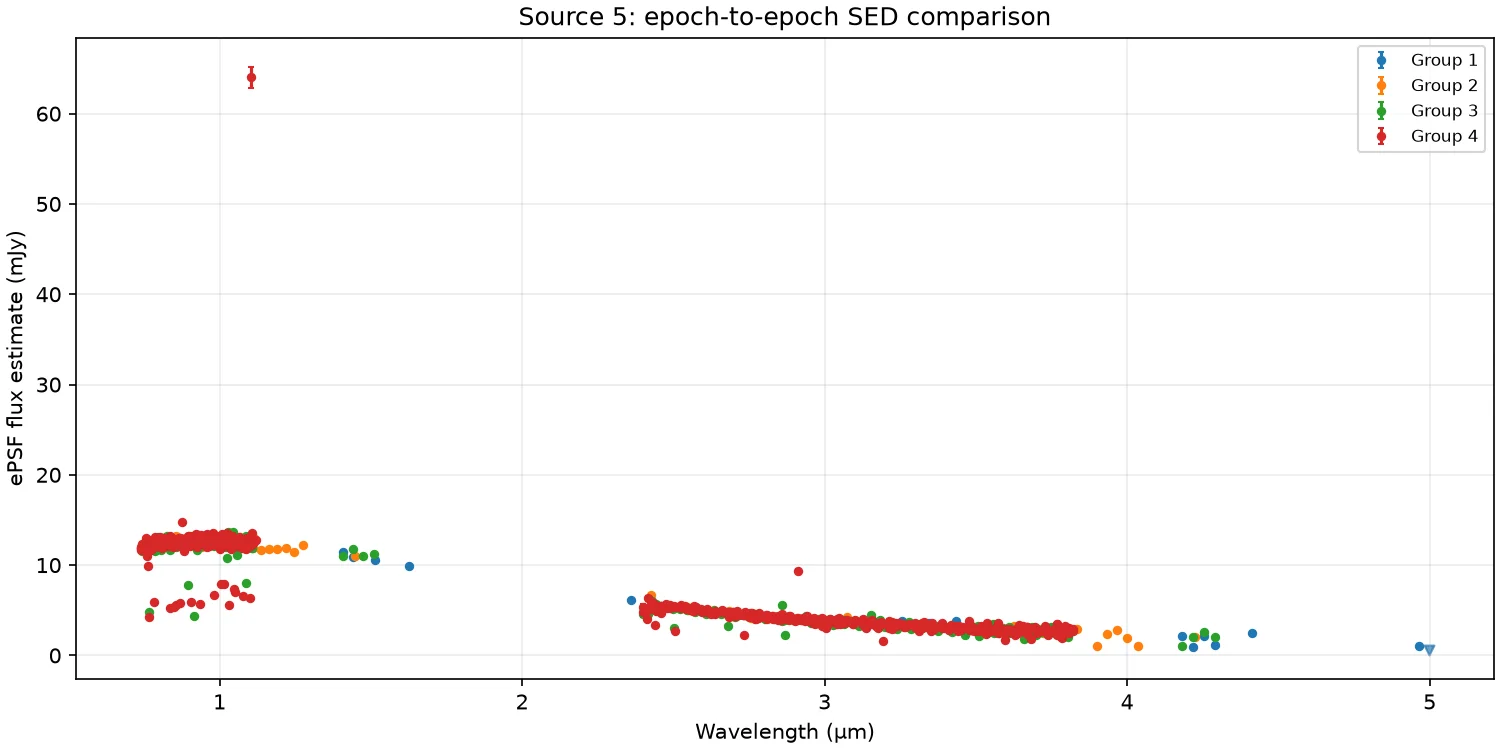 Source 5: epoch-to-epoch SED comparison
ePSF flux estimate (mJy)
60
50
40
30
20
10
0
1 2 3 4 5
Wavelength (µm)
Group 1
Group 2
Group 3
Group 4